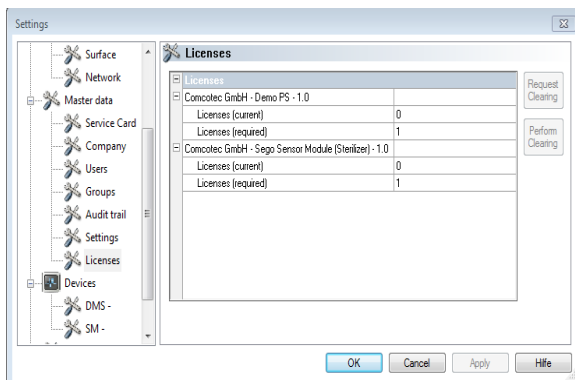 Settings
Surface
Network
Master data
Service Card
Company
Users
Groups
Audit trail
Settings
Licenses
Devices
DMS -
SM -
Licenses
Licenses
Comcotec GmbH - Demo PS - 1.0
Licenses (current) 0
Licenses (required) 1
Comcotec GmbH - Sego Sensor Module (Sterilizer) - 1.0
Licenses (current) 0
Licenses (required) 1
Request
Clearing
Perform
Clearing
OK Cancel Apply Hilfe